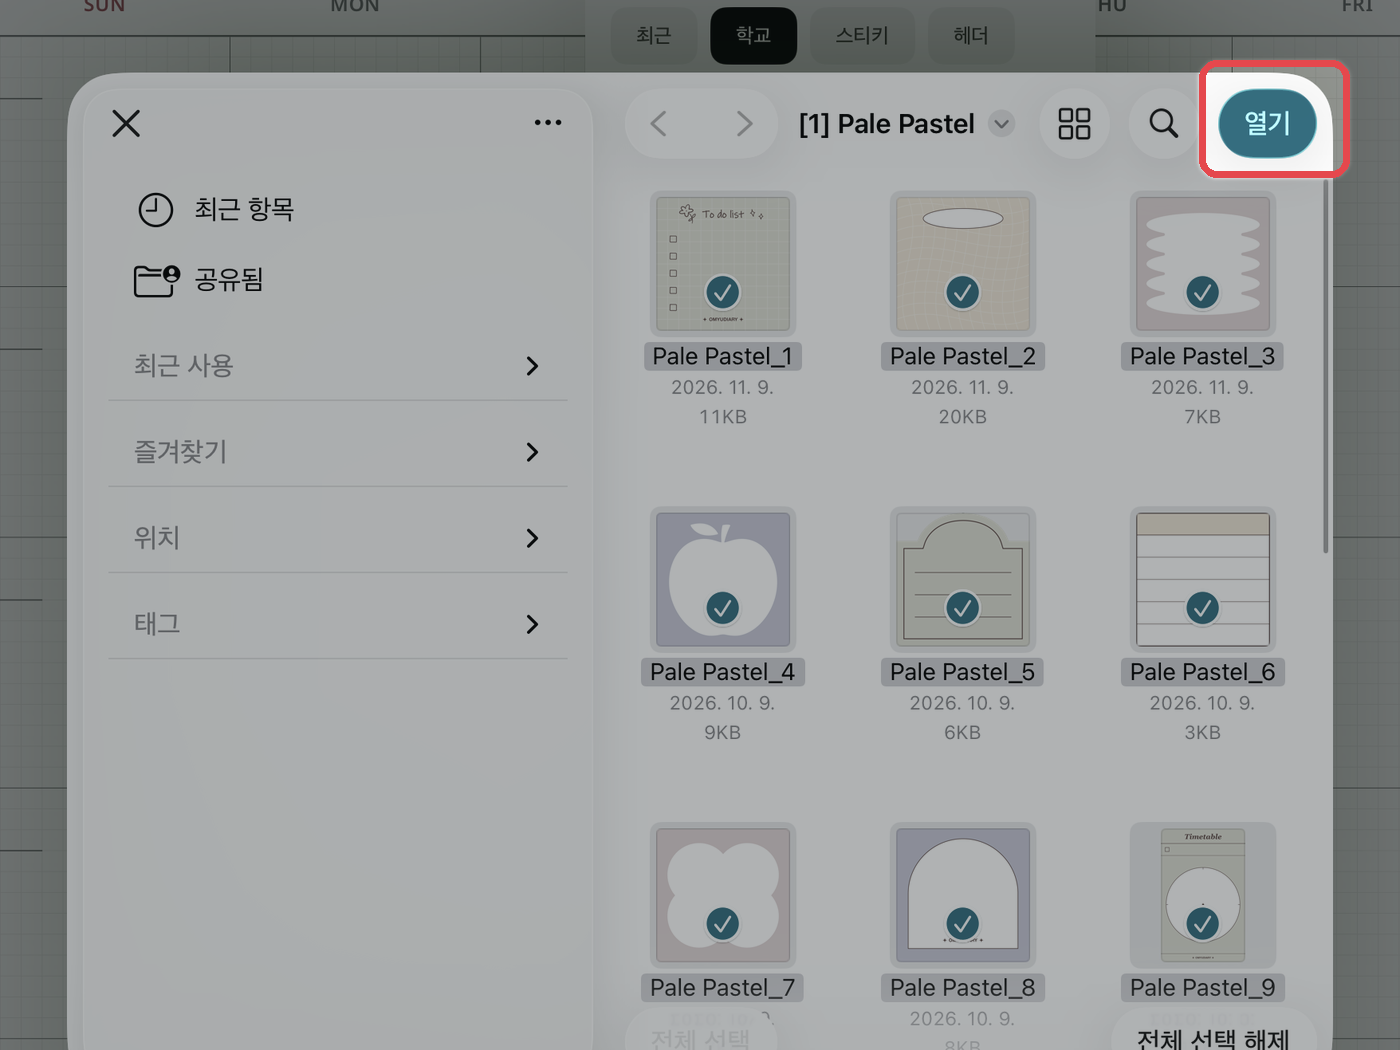 SUN
MON
HU
FRI
최근
학교
스티키
헤더
최근 항목
공유됨
최근 사용
즐겨찾기
위치
태그
[1] Pale Pastel
열기
To do list
OMYUDIARY
Pale Pastel_1
2026. 11. 9.
11KB
Pale Pastel_2
2026. 11. 9.
20KB
Pale Pastel_3
2026. 11. 9.
7KB
Pale Pastel_4
2026. 10. 9.
9KB
Pale Pastel_5
2026. 10. 9.
6KB
Pale Pastel_6
2026. 10. 9.
3KB
Timetable
Pale Pastel_7
Pale Pastel_8
2026. 10. 9.
8KB
Pale Pastel_9
전체 선택
전체 선택 해제